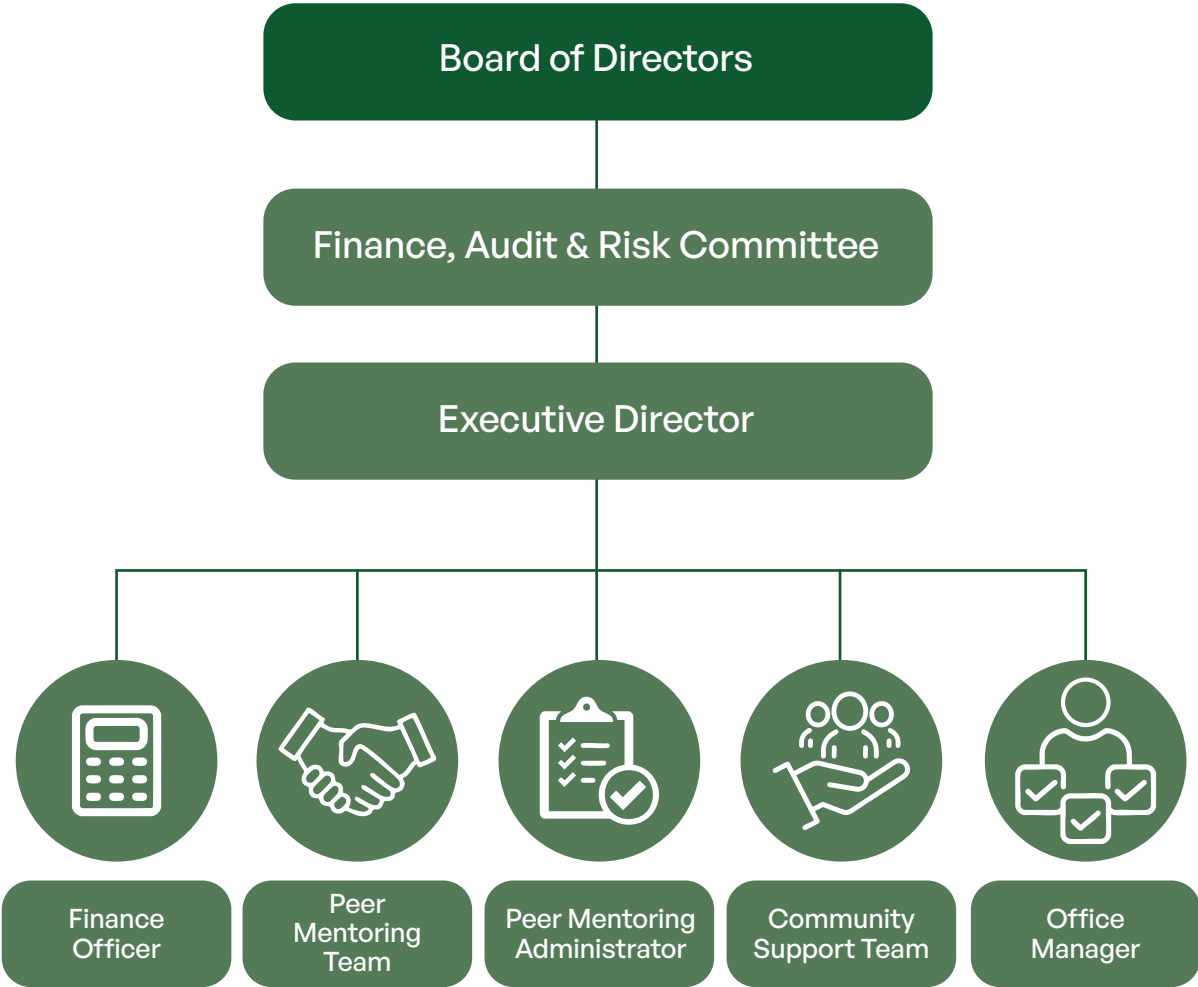 Board of Directors
Finance, Audit & Risk Committee
Executive Director
Finance
Officer
Peer
Mentoring
Team
Peer Mentoring
Administrator
Community
Support Team
Office
Manager